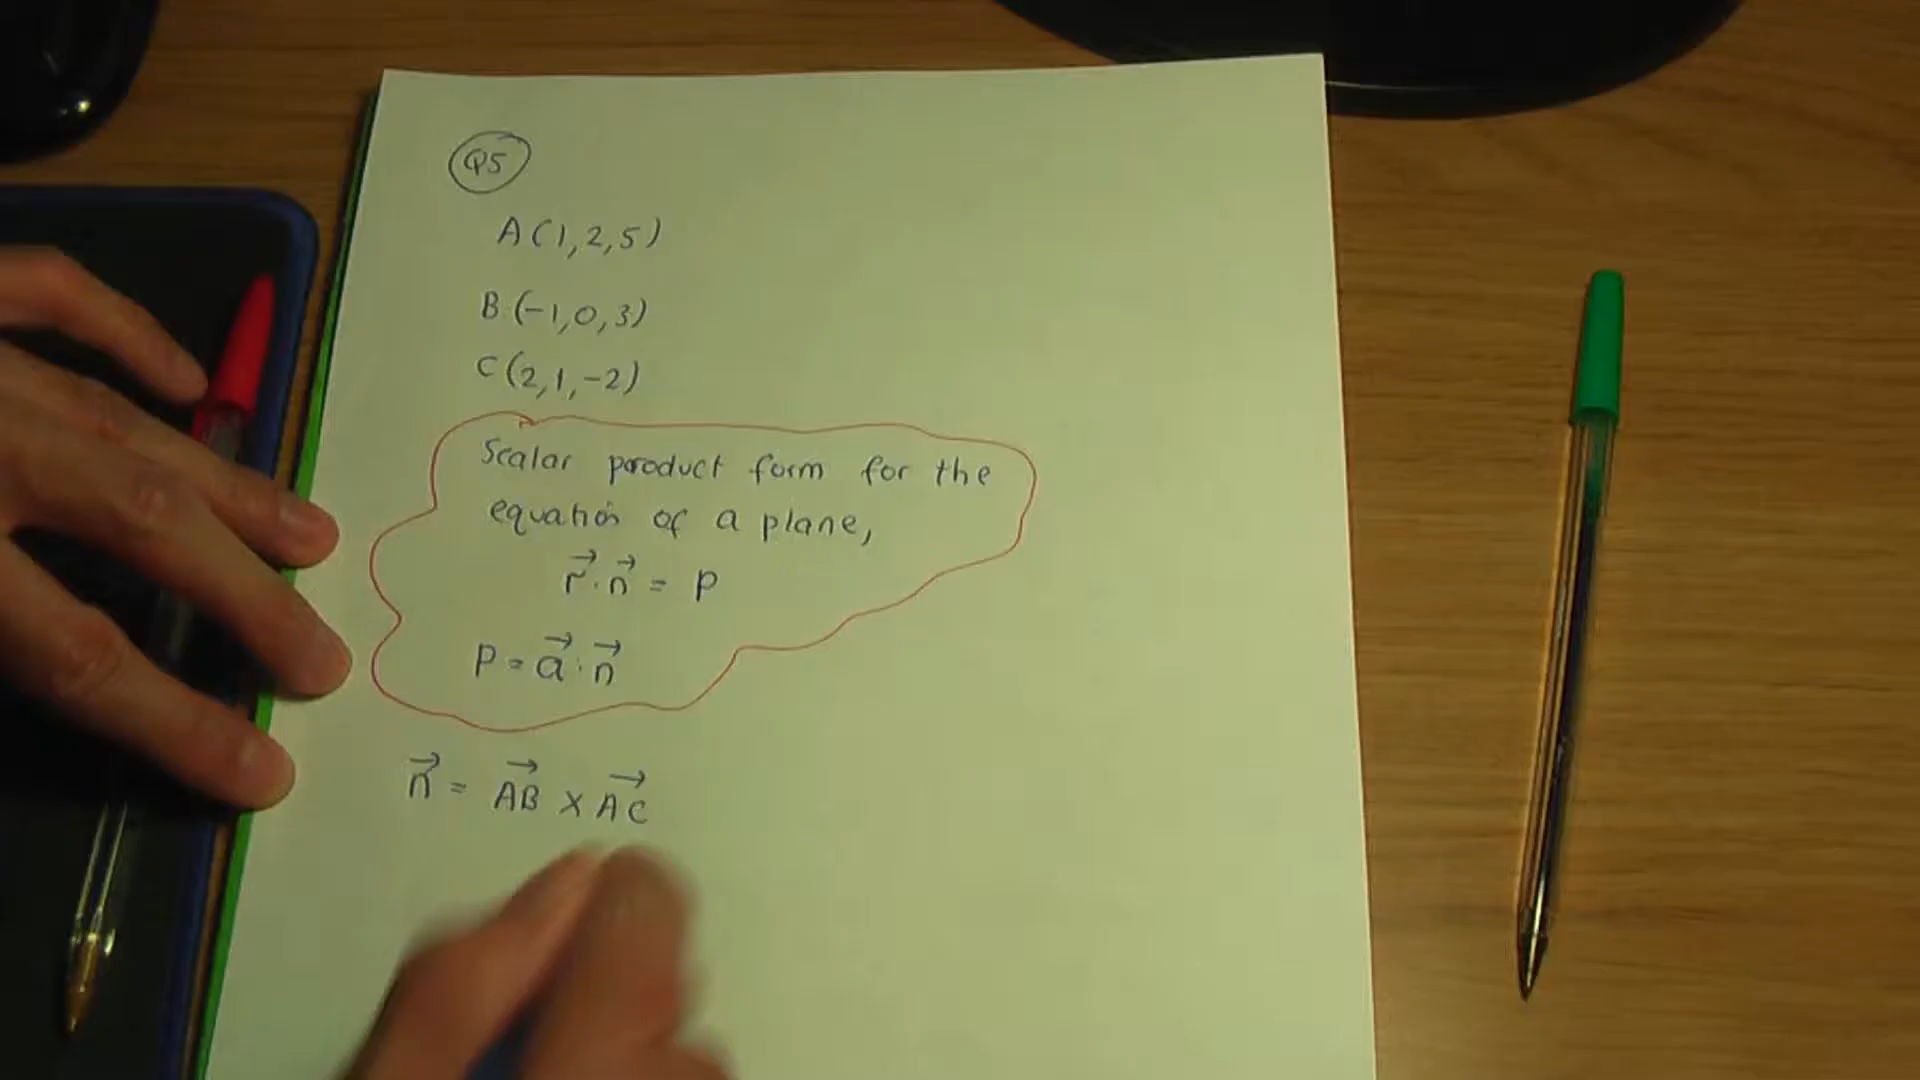 Q5
A(1,2,5)
B(-1,0,3)
C(2,1,-2)
Scalar product form for the
equation of a plane,
r⃗·n⃗ = p
p = a⃗·n⃗
n⃗ = AB⃗ × AC⃗